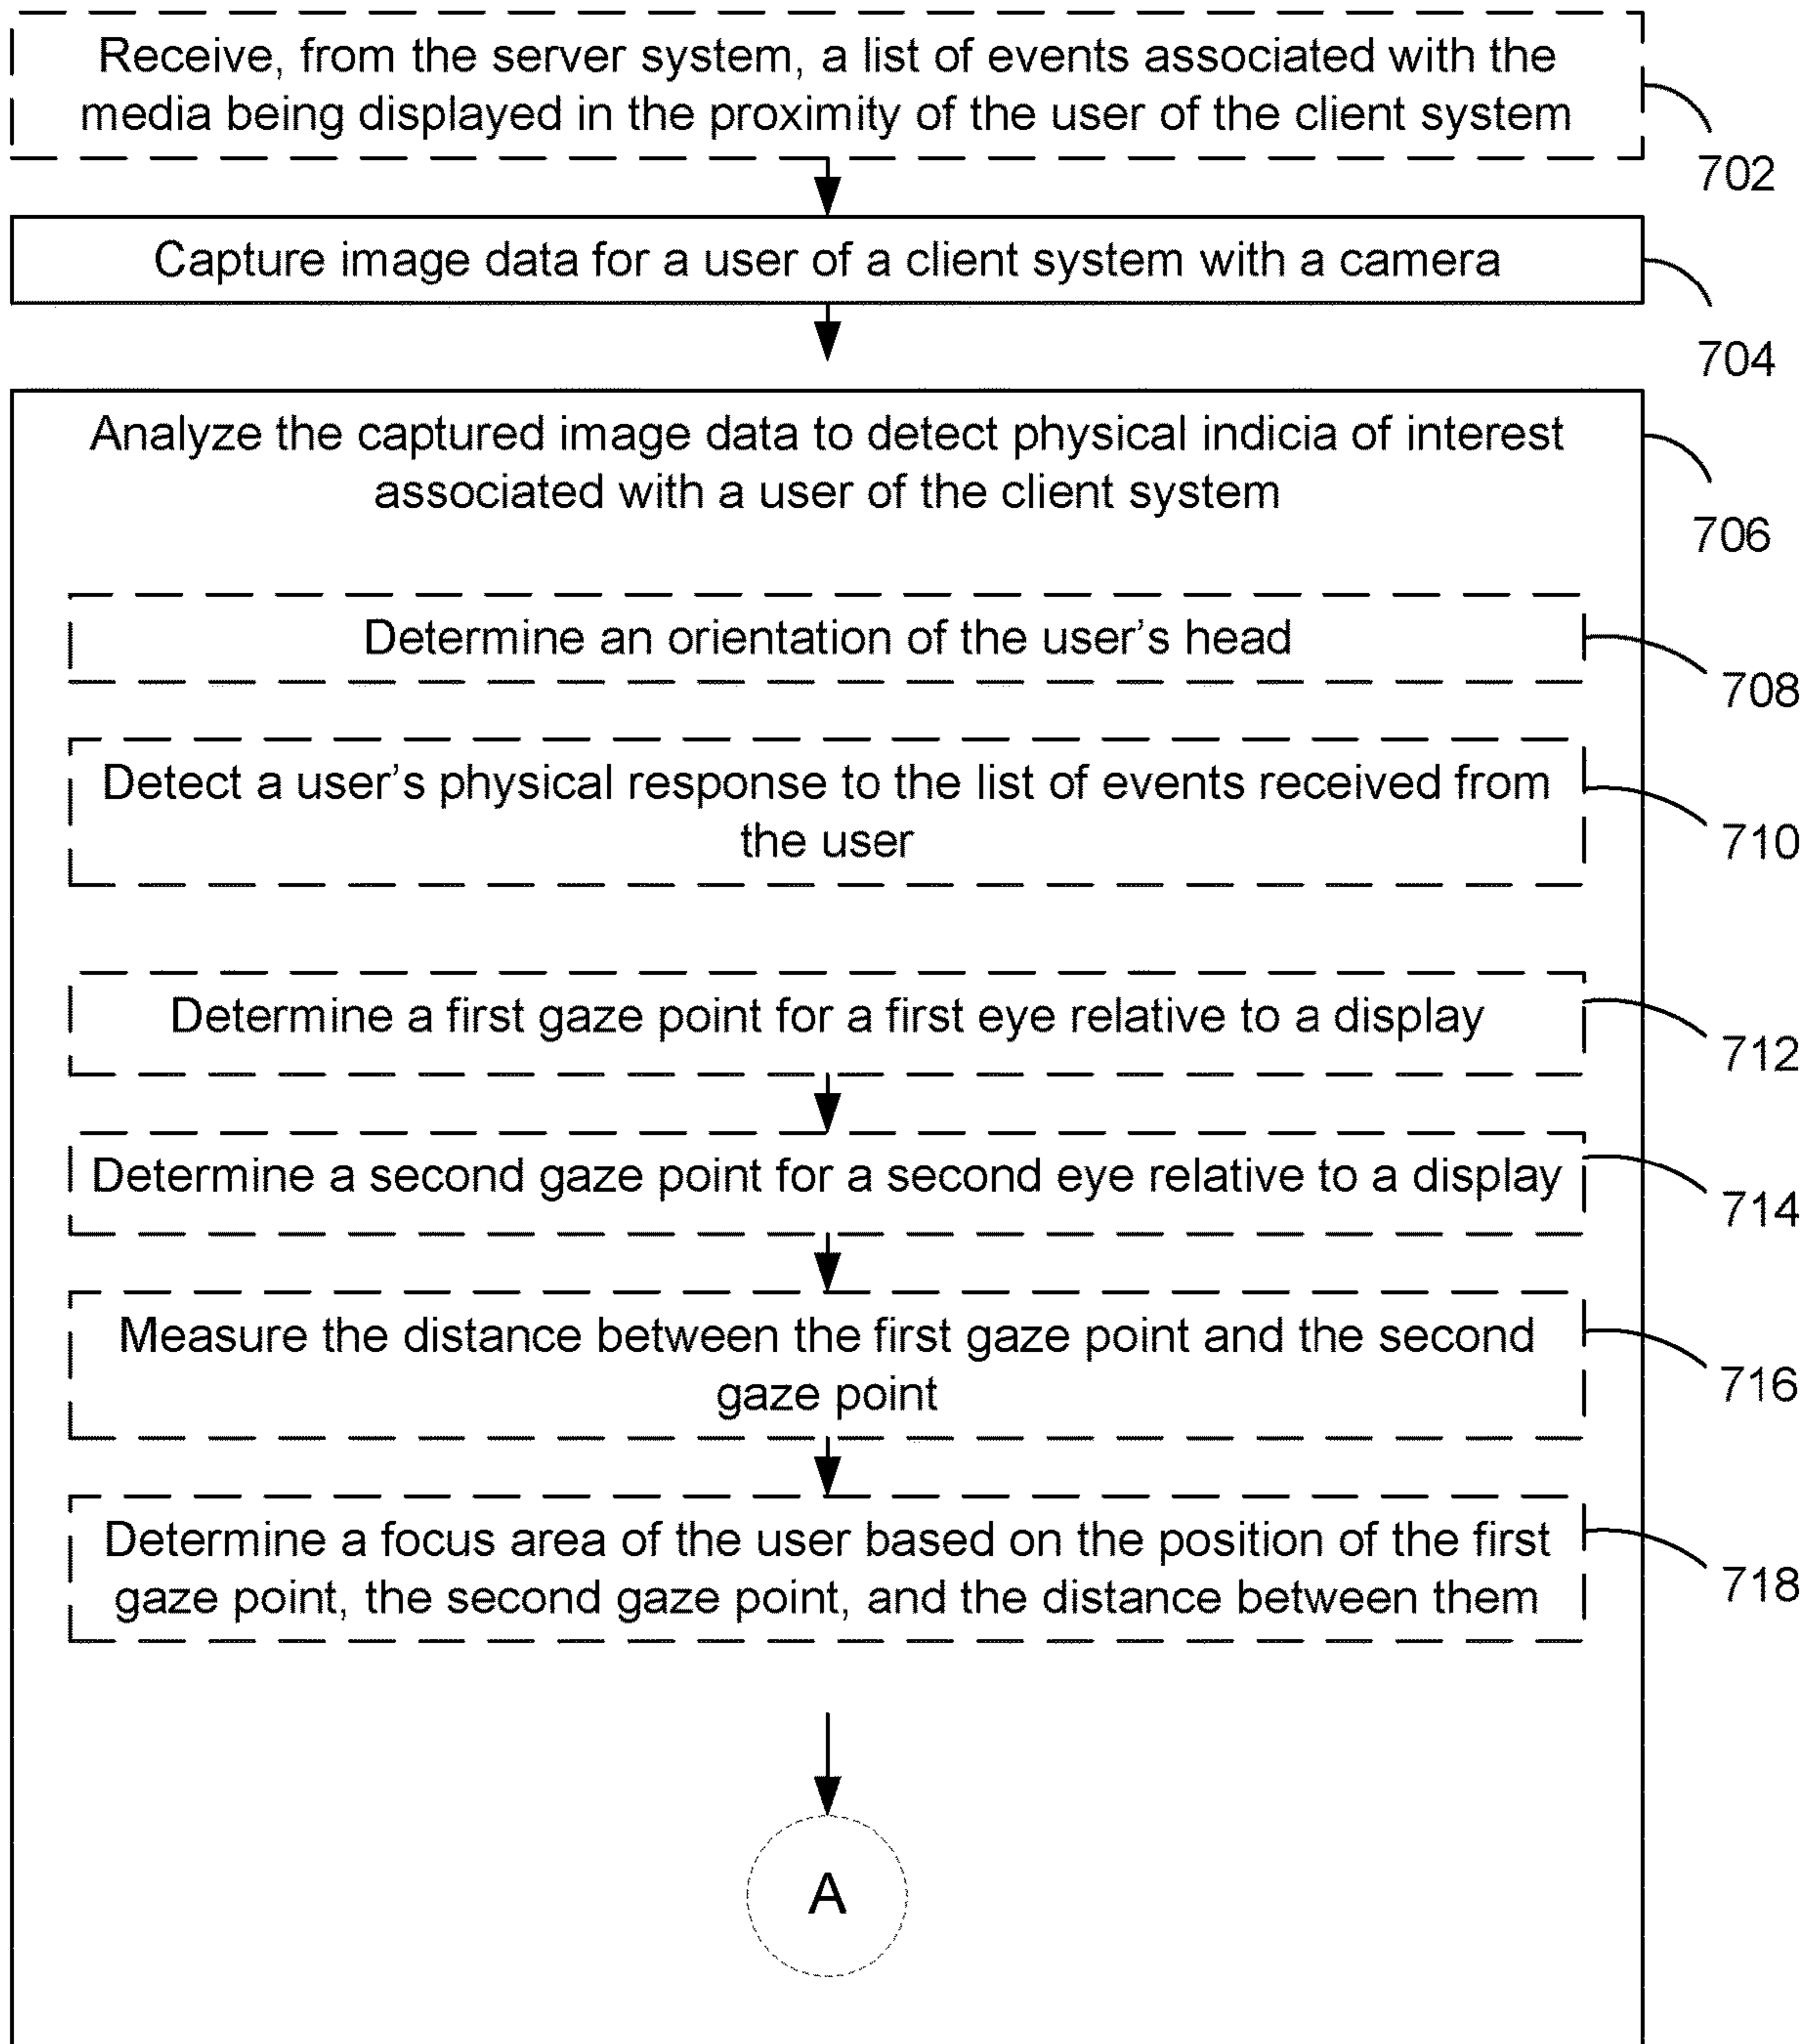 Receive, from the server system, a list of events associated with the
media being displayed in the proximity of the user of the client system
702
Capture image data for a user of a client system with a camera
704
Analyze the captured image data to detect physical indicia of interest
associated with a user of the client system
706
Determine an orientation of the user’s head
708
Detect a user’s physical response to the list of events received from
the user
710
Determine a first gaze point for a first eye relative to a display
712
Determine a second gaze point for a second eye relative to a display
714
Measure the distance between the first gaze point and the second
gaze point
716
Determine a focus area of the user based on the position of the first
gaze point, the second gaze point, and the distance between them
718
A